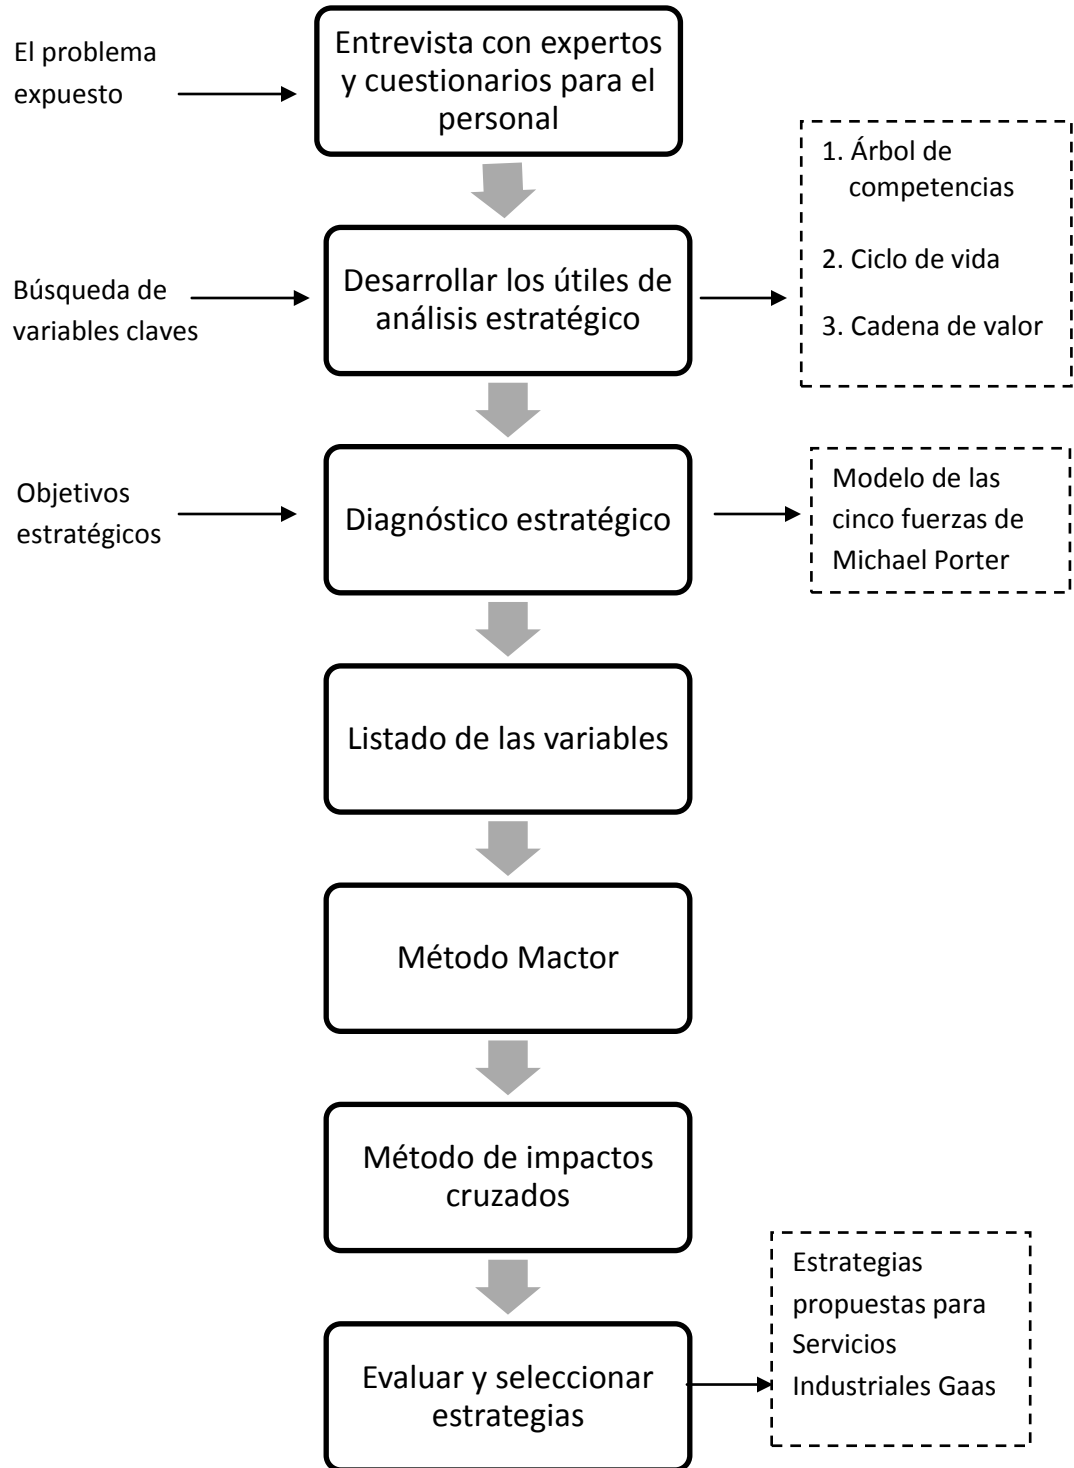 El problema
expuesto
Entrevista con expertos
y cuestionarios para el
personal
1. Árbol de
competencias
2. Ciclo de vida
3. Cadena de valor
Búsqueda de
variables claves
Desarrollar los útiles de
análisis estratégico
Objetivos
estratégicos
Diagnóstico estratégico
Modelo de las
cinco fuerzas de
Michael Porter
Listado de las variables
Método Mactor
Método de impactos
cruzados
Evaluar y seleccionar
estrategias
Estrategias
propuestas para
Servicios
Industriales Gaas